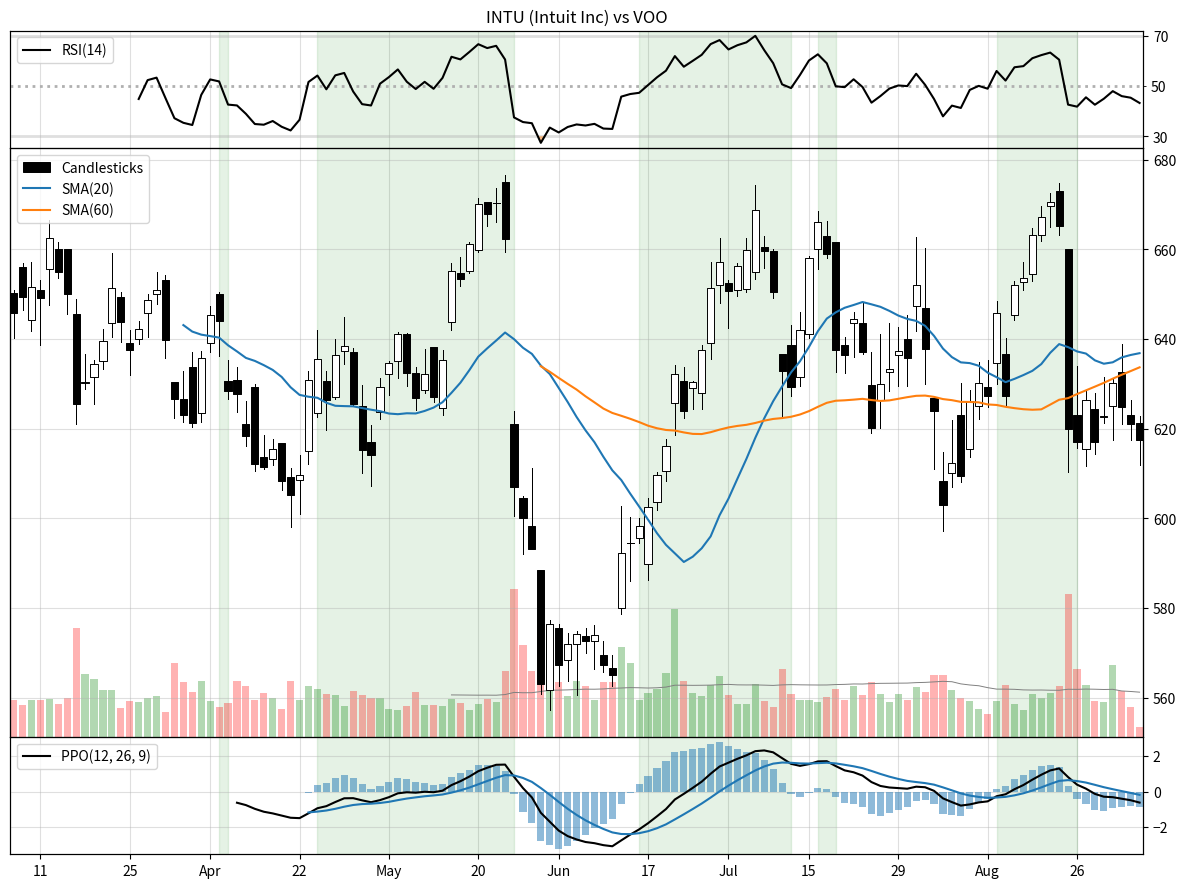 INTU (Intuit Inc) vs VOO
RSI(14)
70
50
30
Candlesticks
SMA(20)
SMA(60)
680
660
640
620
600
580
560
PPO(12, 26, 9)
2
0
−2
11 25 Apr 22 May 20 Jun 17 Jul 15 29 Aug 26